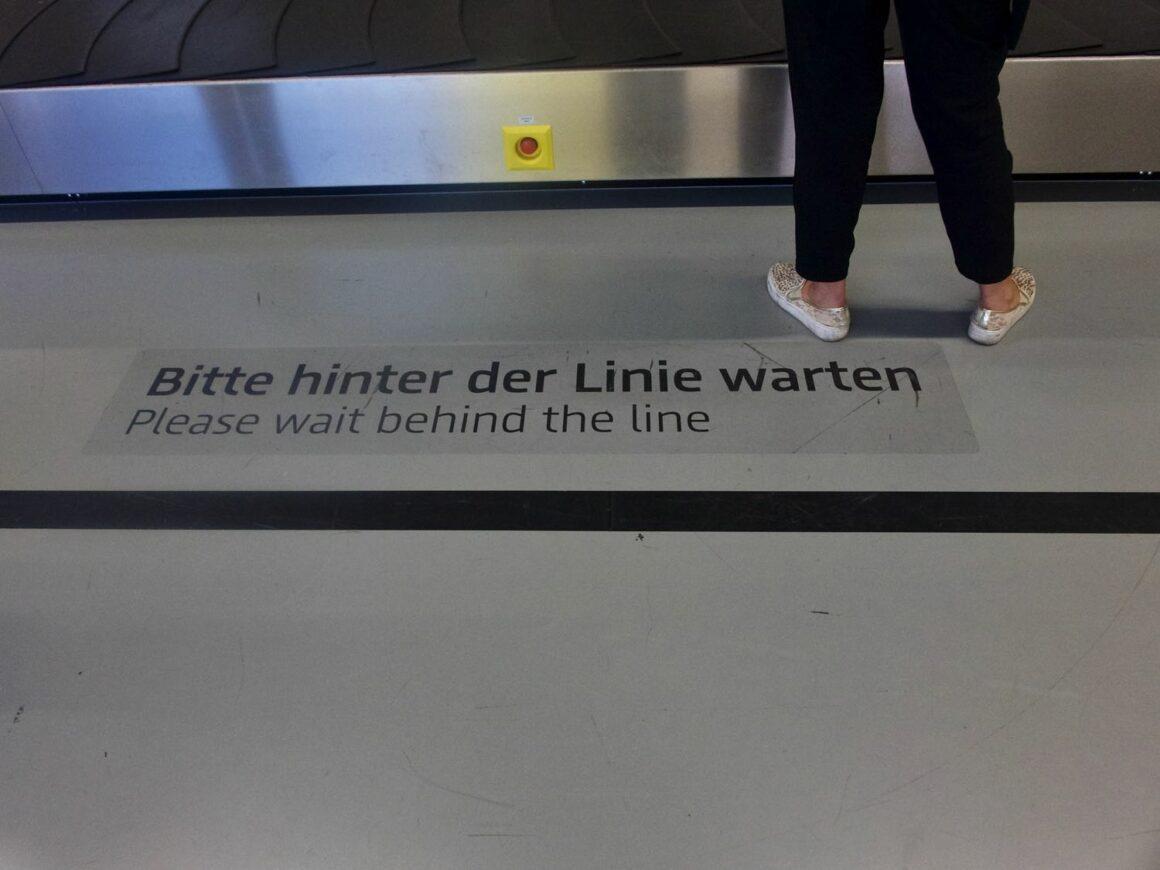 Bitte hinter der Linie warten
Please wait behind the line